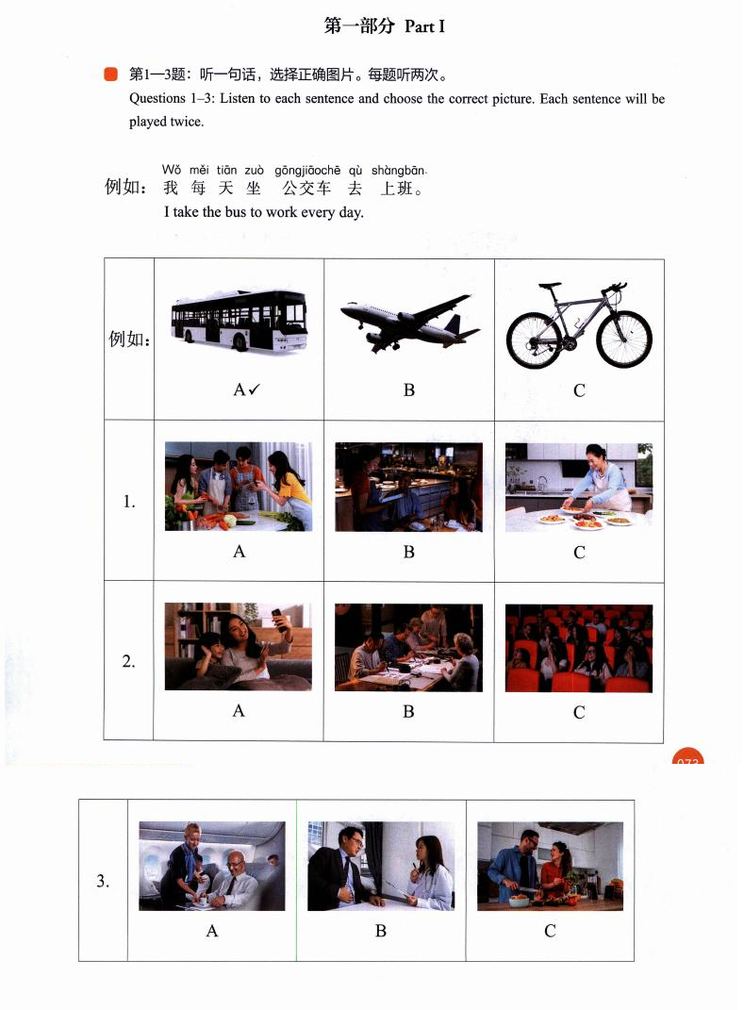 第一部分 Part I
第1—3题：听一句话，选择正确图片。每题听两次。
Questions 1–3: Listen to each sentence and choose the correct picture. Each sentence will be
played twice.
Wǒ měi tiān zuò gōngjiāochē qù shàngbān.
例如： 我 每 天 坐 公交车 去 上班。
I take the bus to work every day.
例如：
A✓ B C
1.
A B C
2.
A B C
073
3.
A B C